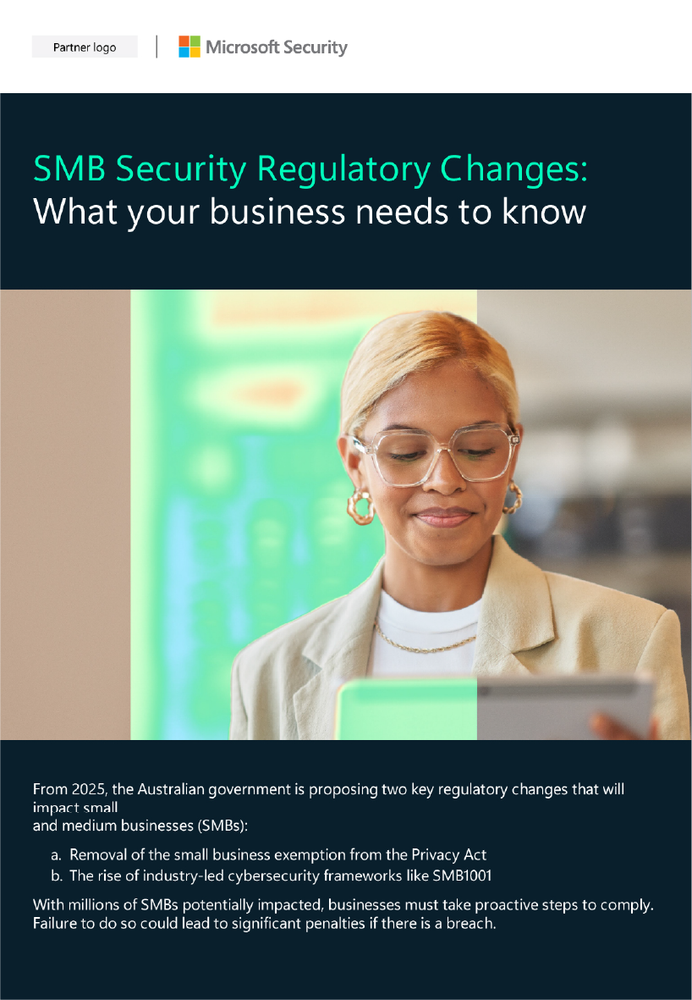 Partner logo
Microsoft Security
SMB Security Regulatory Changes:
What your business needs to know
From 2025, the Australian government is proposing two key regulatory changes that will
impact small
and medium businesses (SMBs):
a. Removal of the small business exemption from the Privacy Act
b. The rise of industry-led cybersecurity frameworks like SMB1001
With millions of SMBs potentially impacted, businesses must take proactive steps to comply.
Failure to do so could lead to significant penalties if there is a breach.